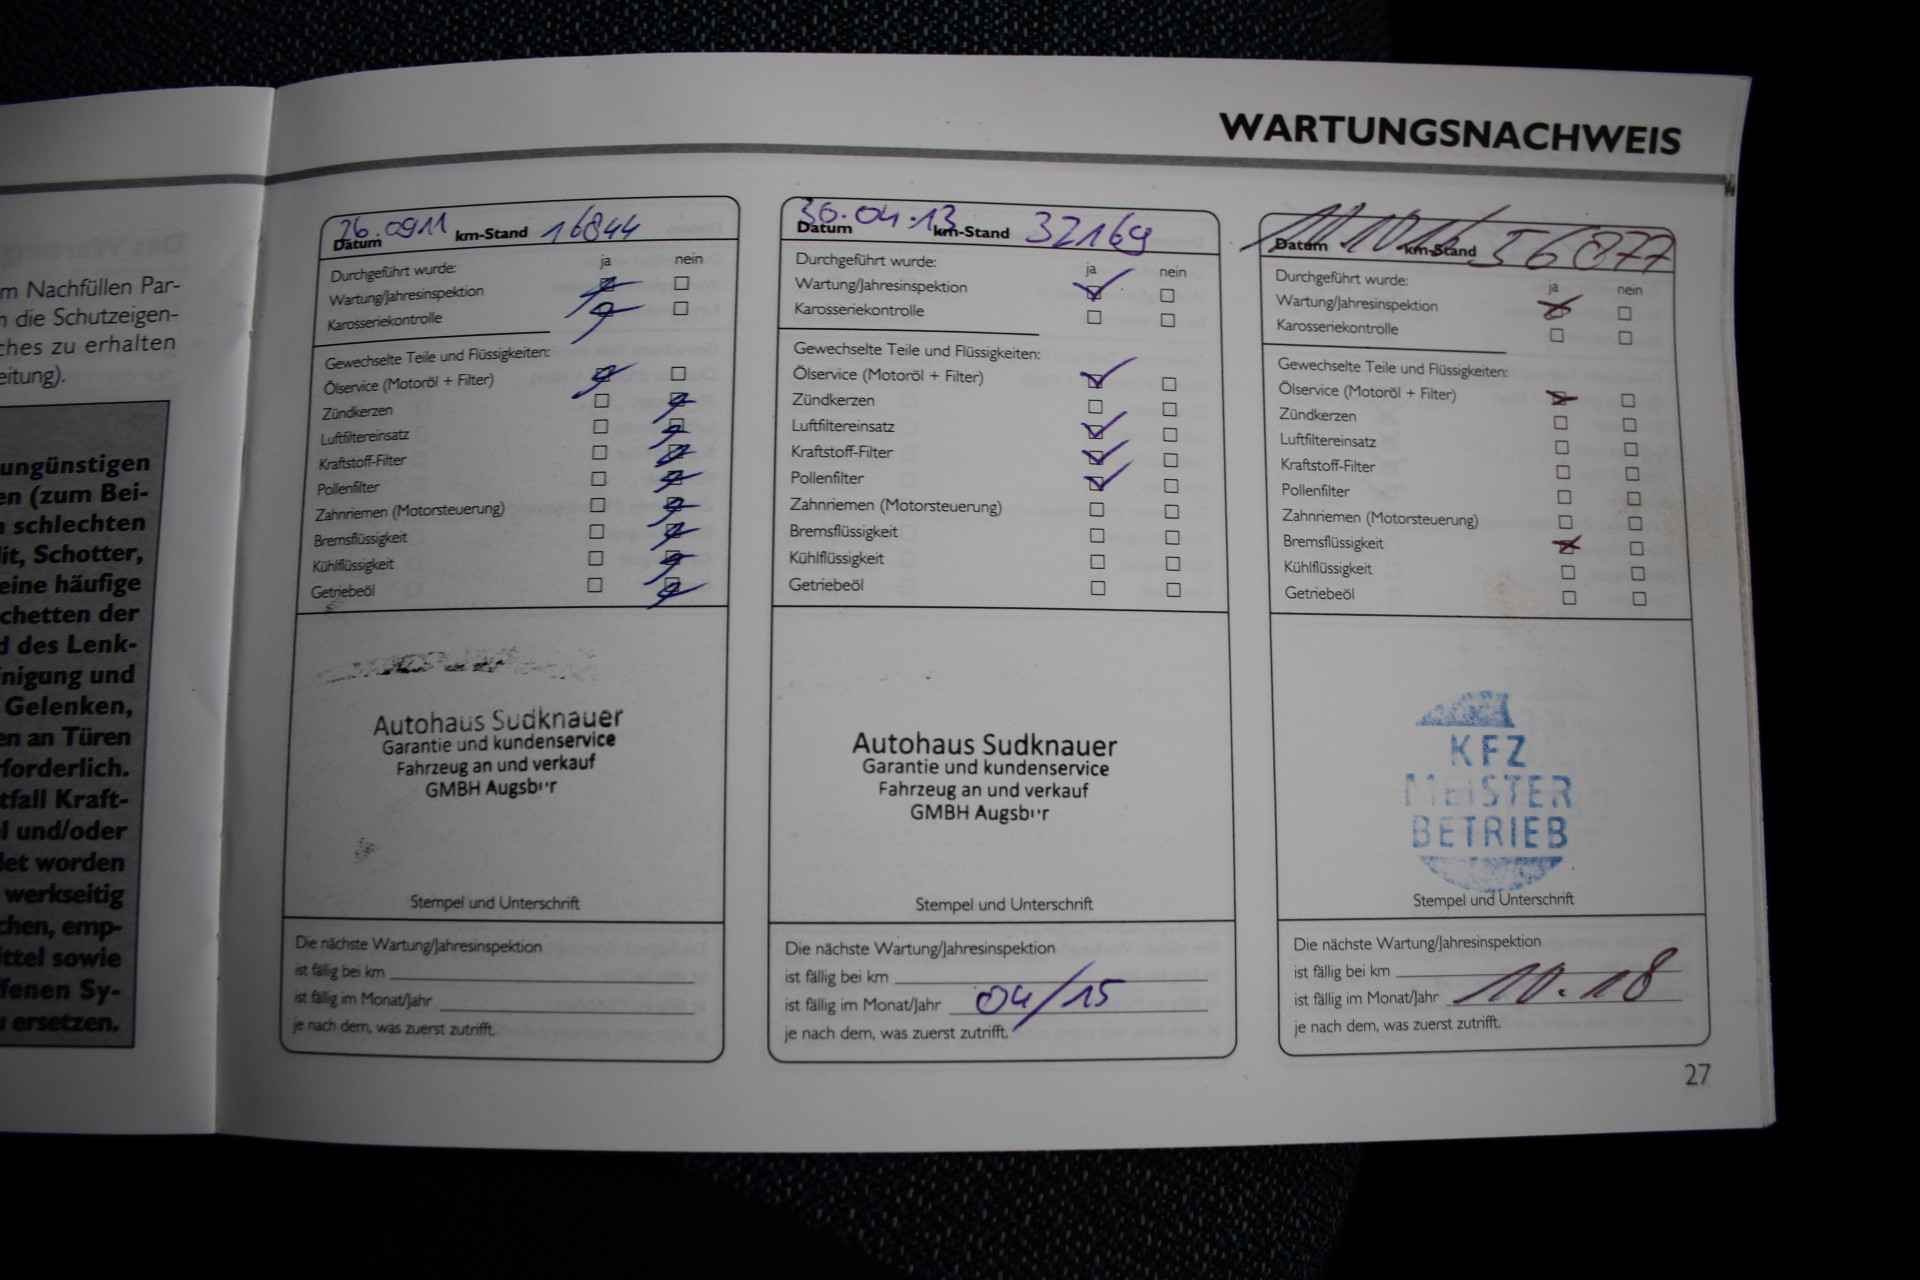 WARTUNGSNACHWEIS
m Nachfüllen Par-
n die Schutzeigen-
ches zu erhalten
eitung).
ungünstigen
en (zum Bei-
n schlechten
lit, Schotter,
eine häufige
chetten der
d des Lenk-
nigung und
Gelenken,
en an Türen
forderlich.
tfall Kraft-
l und/oder
det worden
werkseitig
chen, emp-
ittel sowie
fenen Sy-
ersetzen.
Datum 26.0911 km-Stand 16844
Durchgeführt wurde: ja nein
Wartung/Jahresinspektion
Karosseriekontrolle
Gewechselte Teile und Flüssigkeiten:
Ölservice (Motoröl + Filter)
Zündkerzen
Luftfiltereinsatz
Kraftstoff-Filter
Pollenfilter
Zahnriemen (Motorsteuerung)
Bremsflüssigkeit
Kühlflüssigkeit
Getriebeöl
Autohaus Sudknauer
Garantie und kundenservice
Fahrzeug an und verkauf
GMBH
Stempel und Unterschrift
Die nächste Wartung/Jahresinspektion
ist fällig bei km
ist fällig im Monat/Jahr
je nach dem, was zuerst zutrifft.
Datum 30.04.13 km-Stand 32169
Durchgeführt wurde: ja nein
Wartung/Jahresinspektion
Karosseriekontrolle
Gewechselte Teile und Flüssigkeiten:
Ölservice (Motoröl + Filter)
Zündkerzen
Luftfiltereinsatz
Kraftstoff-Filter
Pollenfilter
Zahnriemen (Motorsteuerung)
Bremsflüssigkeit
Kühlflüssigkeit
Getriebeöl
Autohaus Sudknauer
Garantie und kundenservice
Fahrzeug an und verkauf
GMBH
Stempel und Unterschrift
Die nächste Wartung/Jahresinspektion
ist fällig bei km
ist fällig im Monat/Jahr 04/15
je nach dem, was zuerst zutrifft.
Datum km-Stand 56877
Durchgeführt wurde: ja nein
Wartung/Jahresinspektion
Karosseriekontrolle
Gewechselte Teile und Flüssigkeiten:
Ölservice (Motoröl + Filter)
Zündkerzen
Luftfiltereinsatz
Kraftstoff-Filter
Pollenfilter
Zahnriemen (Motorsteuerung)
Bremsflüssigkeit
Kühlflüssigkeit
Getriebeöl
KFZ
MEISTER
BETRIEB
Stempel und Unterschrift
Die nächste Wartung/Jahresinspektion
ist fällig bei km
ist fällig im Monat/Jahr 10.18
je nach dem, was zuerst zutrifft.
27